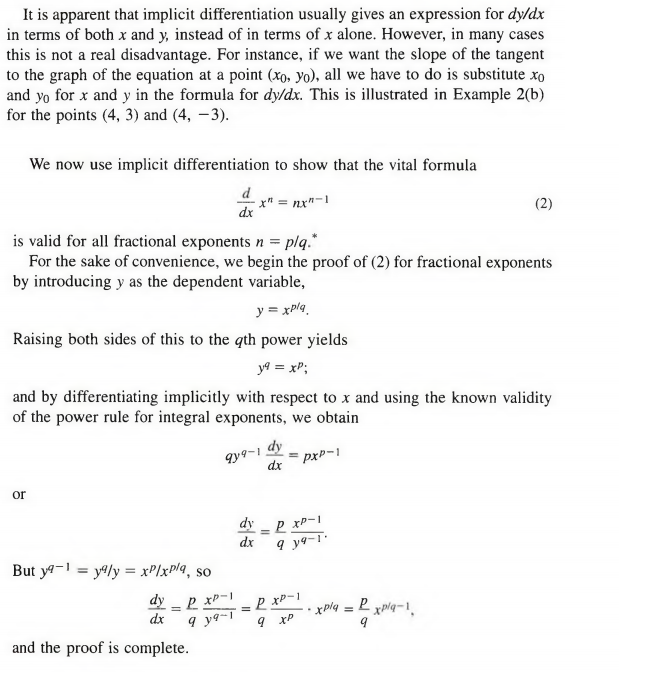 It is apparent that implicit differentiation usually gives an expression for dy/dx
in terms of both x and y, instead of in terms of x alone. However, in many cases
this is not a real disadvantage. For instance, if we want the slope of the tangent
to the graph of the equation at a point (x₀, y₀), all we have to do is substitute x₀
and y₀ for x and y in the formula for dy/dx. This is illustrated in Example 2(b)
for the points (4, 3) and (4, −3).
We now use implicit differentiation to show that the vital formula
d/dx xⁿ = nxⁿ⁻¹ (2)
is valid for all fractional exponents n = p/q.*
For the sake of convenience, we begin the proof of (2) for fractional exponents
by introducing y as the dependent variable,
y = x^{p/q}.
Raising both sides of this to the qth power yields
y^q = x^p;
and by differentiating implicitly with respect to x and using the known validity
of the power rule for integral exponents, we obtain
qy^{q−1} dy/dx = px^{p−1}
or
dy/dx = p/q x^{p−1}/y^{q−1}.
But y^{q−1} = y^q/y = x^p/x^{p/q}, so
dy/dx = p/q x^{p−1}/y^{q−1} = p/q x^{p−1}/x^p · x^{p/q} = p/q x^{p/q−1},
and the proof is complete.